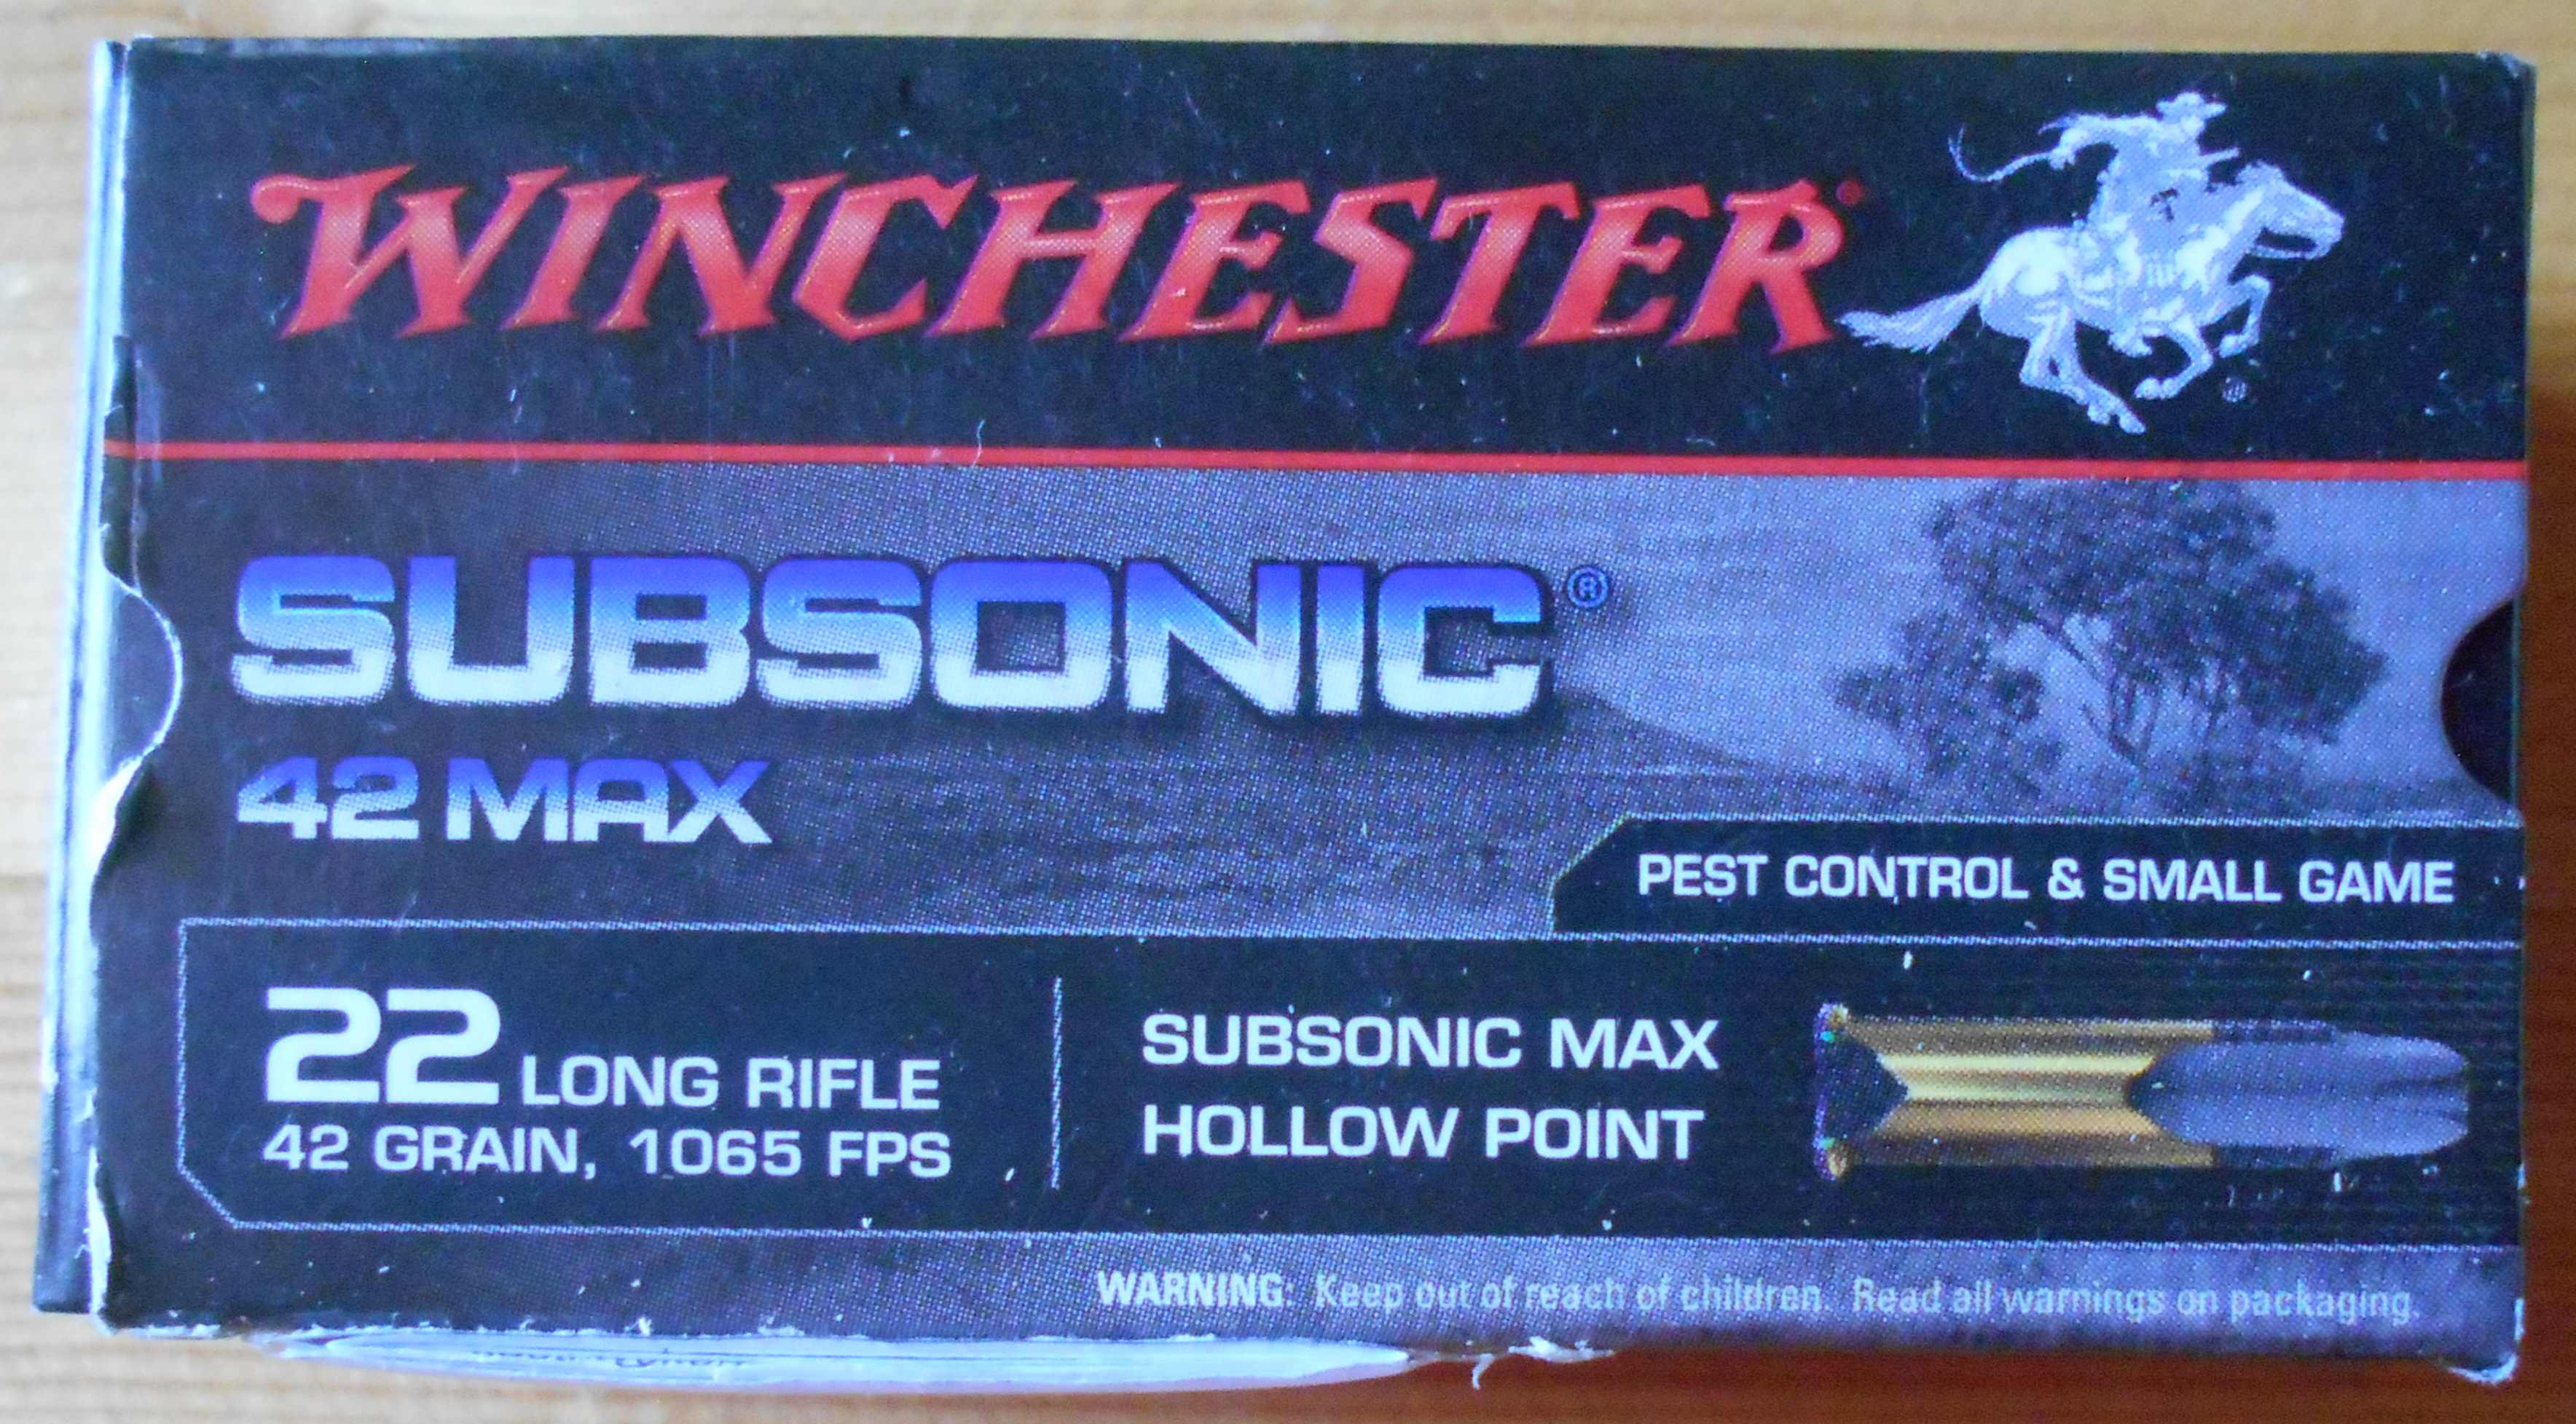 WINCHESTER®
SUBSONIC®
42 MAX
PEST CONTROL & SMALL GAME
22 LONG RIFLE
42 GRAIN, 1065 FPS
SUBSONIC MAX
HOLLOW POINT
WARNING: Keep out of reach of children. Read all warnings on packaging.